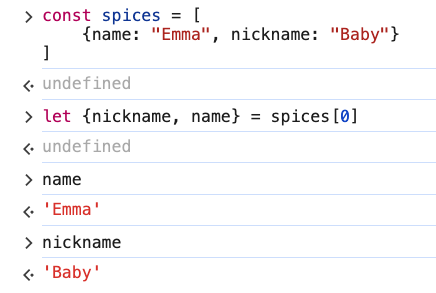 const spices = [
    {name: "Emma", nickname: "Baby"}
]
undefined
let {nickname, name} = spices[0]
undefined
name
'Emma'
nickname
'Baby'